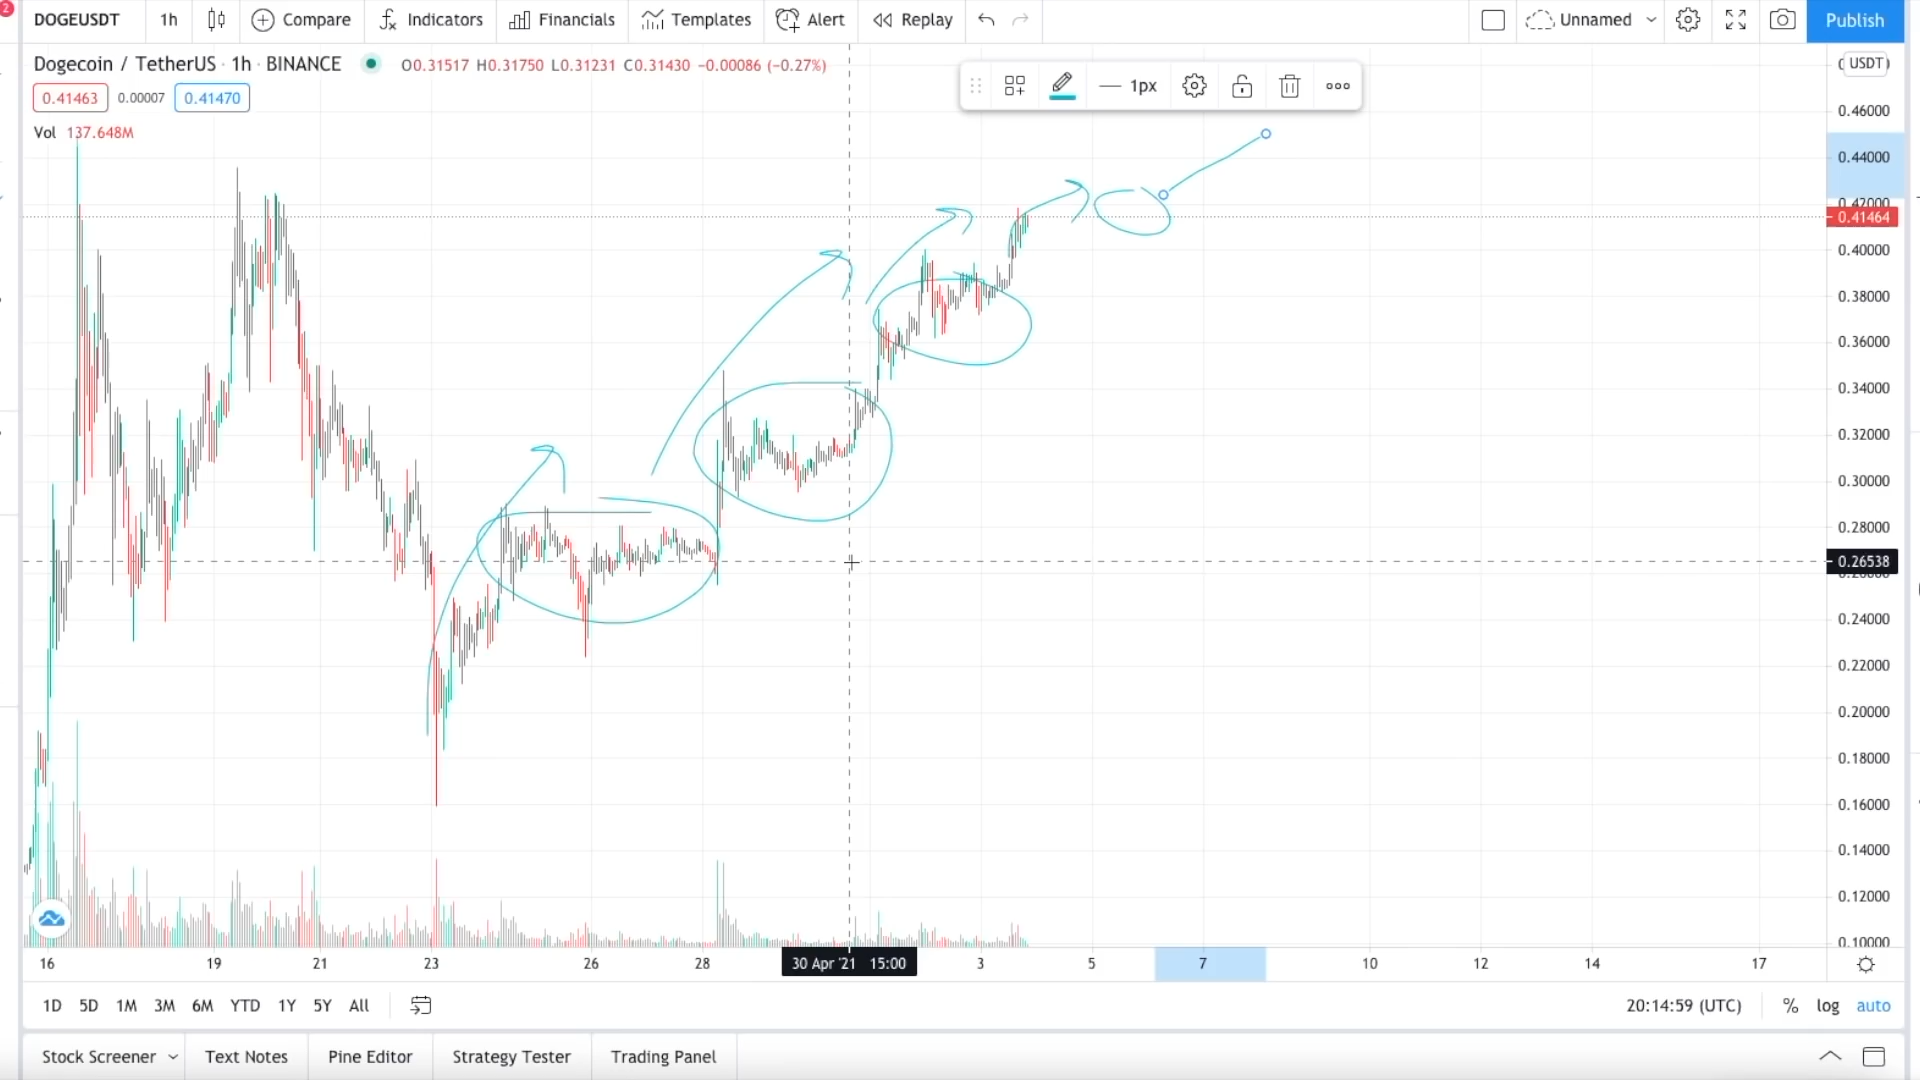 2
DOGEUSDT 1h Compare Indicators Financials Templates Alert Replay Unnamed Publish
Dogecoin / TetherUS · 1h · BINANCE O0.31517 H0.31750 L0.31231 C0.31430 −0.00086 (−0.27%)
0.41463 0.00007 0.41470
Vol 137.648M
1px
USDT
0.46000
0.44000
0.42000
0.41464
0.40000
0.38000
0.36000
0.34000
0.32000
0.30000
0.28000
0.26538
0.26000
0.24000
0.22000
0.20000
0.18000
0.16000
0.14000
0.12000
0.10000
16 19 21 23 26 28 30 Apr '21 15:00 3 5 7 10 12 14 17
1D 5D 1M 3M 6M YTD 1Y 5Y All 20:14:59 (UTC) % log auto
Stock Screener Text Notes Pine Editor Strategy Tester Trading Panel